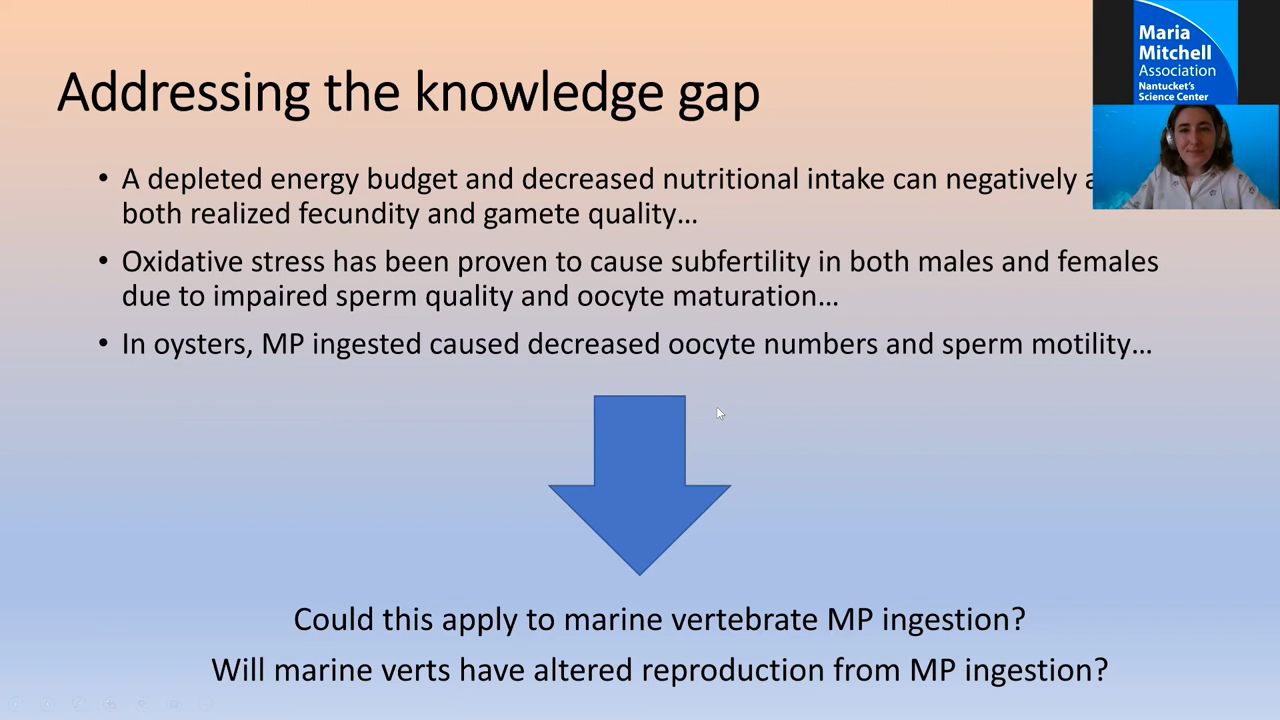 Addressing the knowledge gap
Maria
Mitchell
Association
Nantucket's
Science Center
• A depleted energy budget and decreased nutritional intake can negatively
both realized fecundity and gamete quality…
• Oxidative stress has been proven to cause subfertility in both males and females
due to impaired sperm quality and oocyte maturation…
• In oysters, MP ingested caused decreased oocyte numbers and sperm motility…
Could this apply to marine vertebrate MP ingestion?
Will marine verts have altered reproduction from MP ingestion?